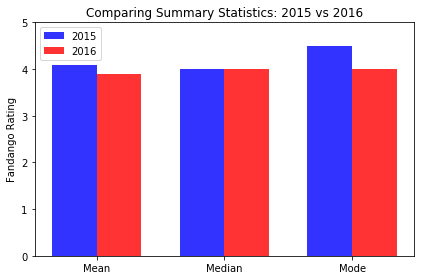 Comparing Summary Statistics: 2015 vs 2016
5
4
3
2
1
0
Fandango Rating
2015
2016
Mean
Median
Mode